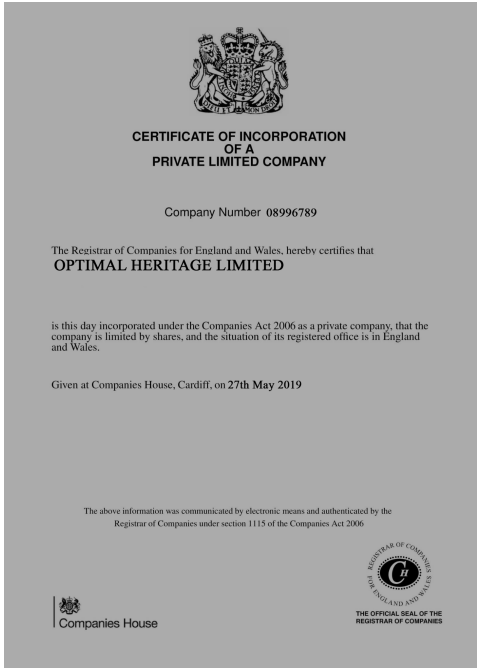 CERTIFICATE OF INCORPORATION
OF A
PRIVATE LIMITED COMPANY
Company Number 08996789
The Registrar of Companies for England and Wales, hereby certifies that
OPTIMAL HERITAGE LIMITED
is this day incorporated under the Companies Act 2006 as a private company, that the
company is limited by shares, and the situation of its registered office is in England
and Wales.
Given at Companies House, Cardiff, on 27th May 2019
The above information was communicated by electronic means and authenticated by the
Registrar of Companies under section 1115 of the Companies Act 2006
REGISTRAR OF COMPANIES
FOR ENGLAND AND WALES
CH
THE OFFICIAL SEAL OF THE
REGISTRAR OF COMPANIES
Companies House